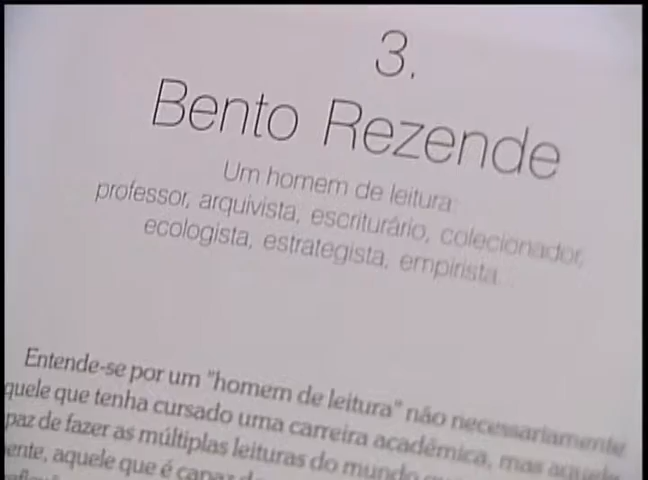 3.
Bento Rezende
Um homem de leitura:
professor, arquivista, escriturário, colecionador,
ecologista, estrategista, empirista...
Entende-se por um "homem de leitura" não necessariamente
quele que tenha cursado uma carreira acadêmica, mas aquele
paz de fazer as múltiplas leituras do mundo
ente, aquele que é capaz